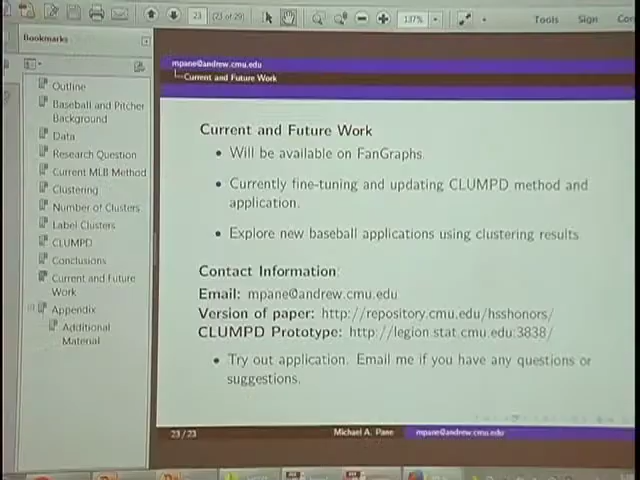 23
(23 of 29)
137%
Tools
Sign
Bookmarks
Outline
Baseball and Pitcher
Background
Data
Research Question
Current MLB Method
Clustering
Number of Clusters
Label Clusters
CLUMPD
Conclusions
Current and Future
Work
Appendix
Additional
Material
mpane@andrew.cmu.edu
Current and Future Work
Current and Future Work
• Will be available on FanGraphs.
• Currently fine-tuning and updating CLUMPD method and
application.
• Explore new baseball applications using clustering results
Contact Information:
Email: mpane@andrew.cmu.edu
Version of paper: http://repository.cmu.edu/hsshonors/
CLUMPD Prototype: http://legion.stat.cmu.edu:3838/
• Try out application. Email me if you have any questions or
suggestions.
23/23
Michael A. Pane
mpane@andrew.cmu.edu